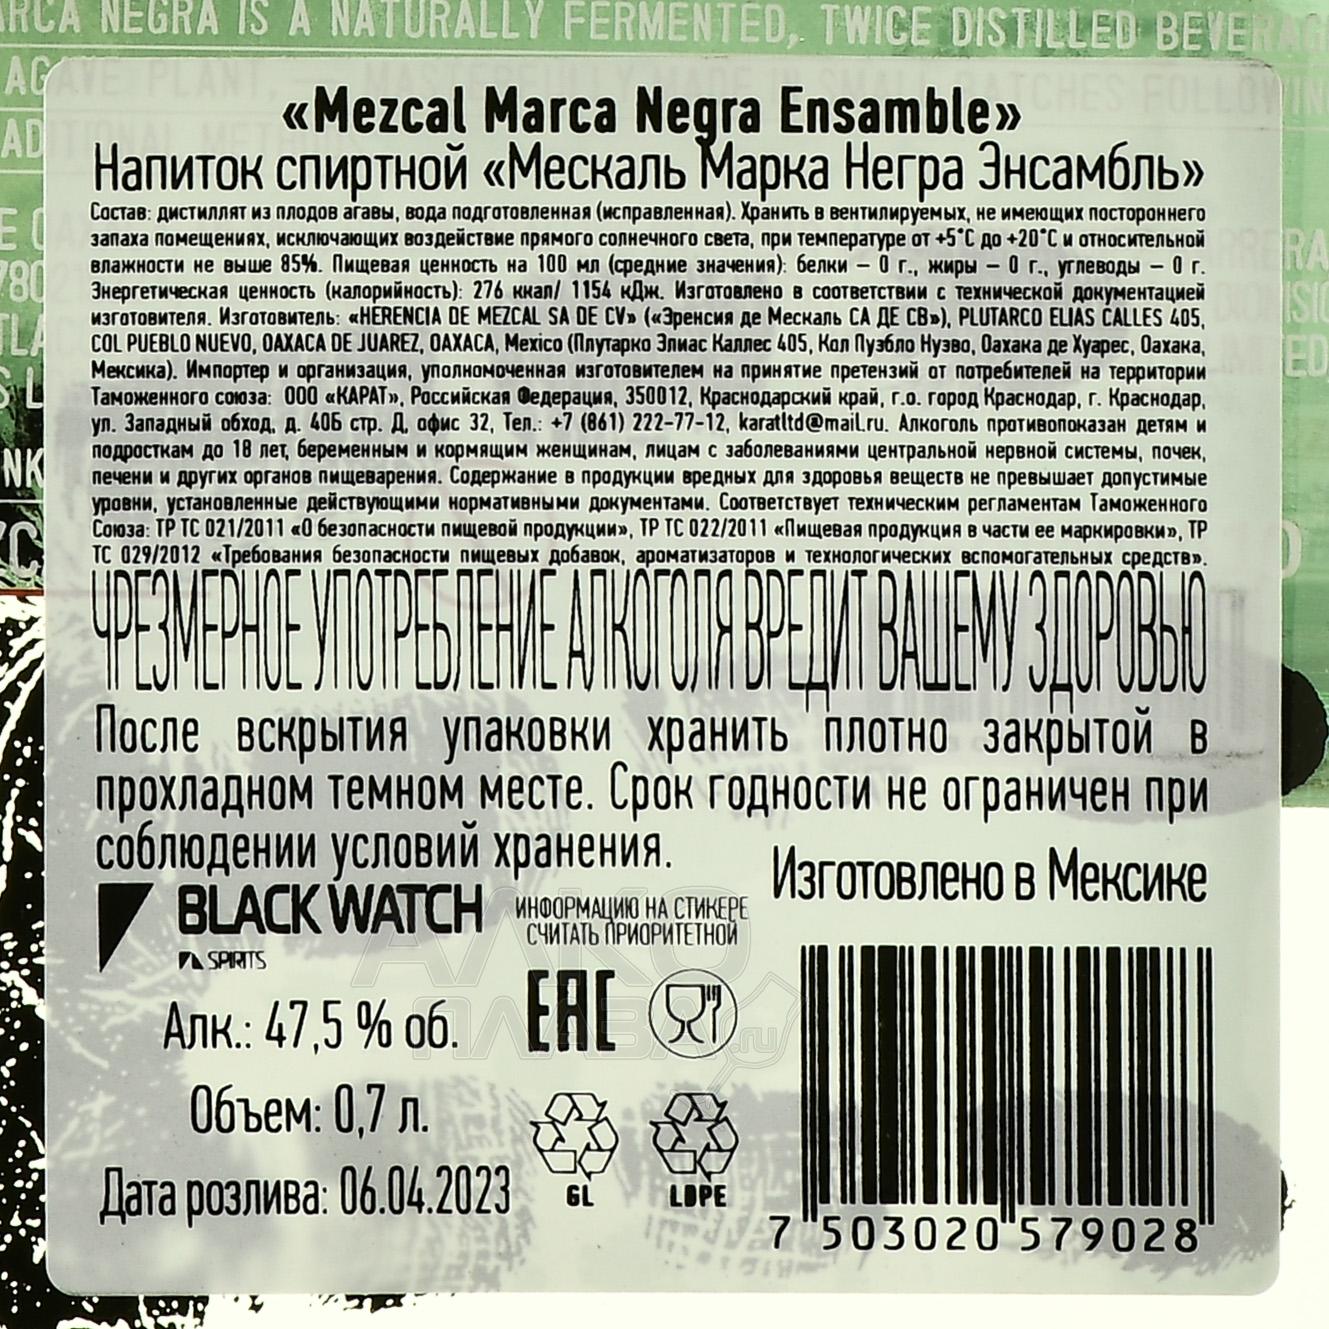 ARCA NEGRA IS A NATURALLY FERMENTED, TWICE DISTILLED BEVERAG
AGAVE PLANT,
«Mezcal Marca Negra Ensamble»
Напиток спиртной «Мескаль Марка Негра Энсамбль»
Состав: дистиллят из плодов агавы, вода подготовленная (исправленная). Хранить в вентилируемых, не имеющих постороннего
запаха помещениях, исключающих воздействие прямого солнечного света, при температуре от +5°С до +20°С и относительной
влажности не выше 85%. Пищевая ценность на 100 мл (средние значения): белки – 0 г., жиры – 0 г., углеводы – 0 г.
Энергетическая ценность (калорийность): 276 ккал/ 1154 кДж. Изготовлено в соответствии с технической документацией
изготовителя. Изготовитель: «HERENCIA DE MEZCAL SA DE CV» («Эренсия де Мескаль СА ДЕ СВ»), PLUTARCO ELIAS CALLES 405,
COL PUEBLO NUEVO, OAXACA DE JUAREZ, OAXACA, Mexico (Плутарко Элиас Каллес 405, Кол Пуэбло Нуэво, Оахака де Хуарес, Оахака,
Мексика). Импортер и организация, уполномоченная изготовителем на принятие претензий от потребителей на территории
Таможенного союза: ООО «КАРАТ», Российская Федерация, 350012, Краснодарский край, г.о. город Краснодар, г. Краснодар,
ул. Западный обход, д. 40Б стр. Д, офис 32, Тел.: +7 (861) 222-77-12, karatltd@mail.ru. Алкоголь противопоказан детям и
подросткам до 18 лет, беременным и кормящим женщинам, лицам с заболеваниями центральной нервной системы, почек,
печени и других органов пищеварения. Содержание в продукции вредных для здоровья веществ не превышает допустимые
уровни, установленные действующими нормативными документами. Соответствует техническим регламентам Таможенного
Союза: ТР ТС 021/2011 «О безопасности пищевой продукции», ТР ТС 022/2011 «Пищевая продукция в части ее маркировки», ТР
ТС 029/2012 «Требования безопасности пищевых добавок, ароматизаторов и технологических вспомогательных средств».
ЧРЕЗМЕРНОЕ УПОТРЕБЛЕНИЕ АЛКОГОЛЯ ВРЕДИТ ВАШЕМУ ЗДОРОВЬЮ
После вскрытия упаковки хранить плотно закрытой в
прохладном темном месте. Срок годности не ограничен при
соблюдении условий хранения.
Изготовлено в Мексике
BLACK WATCH
SPIRITS
ИНФОРМАЦИЮ НА СТИКЕРЕ
СЧИТАТЬ ПРИОРИТЕТНОЙ
EAC
Алк.: 47,5 % об.
Объем: 0,7 л.
Дата розлива: 06.04.2023
GL
LDPE
7 503020 579028
АЛКО
ПЛАВА.ru